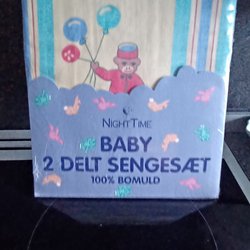 NIGHTTIME
BABY
2 DELT SENGESÆT
100% BOMULD